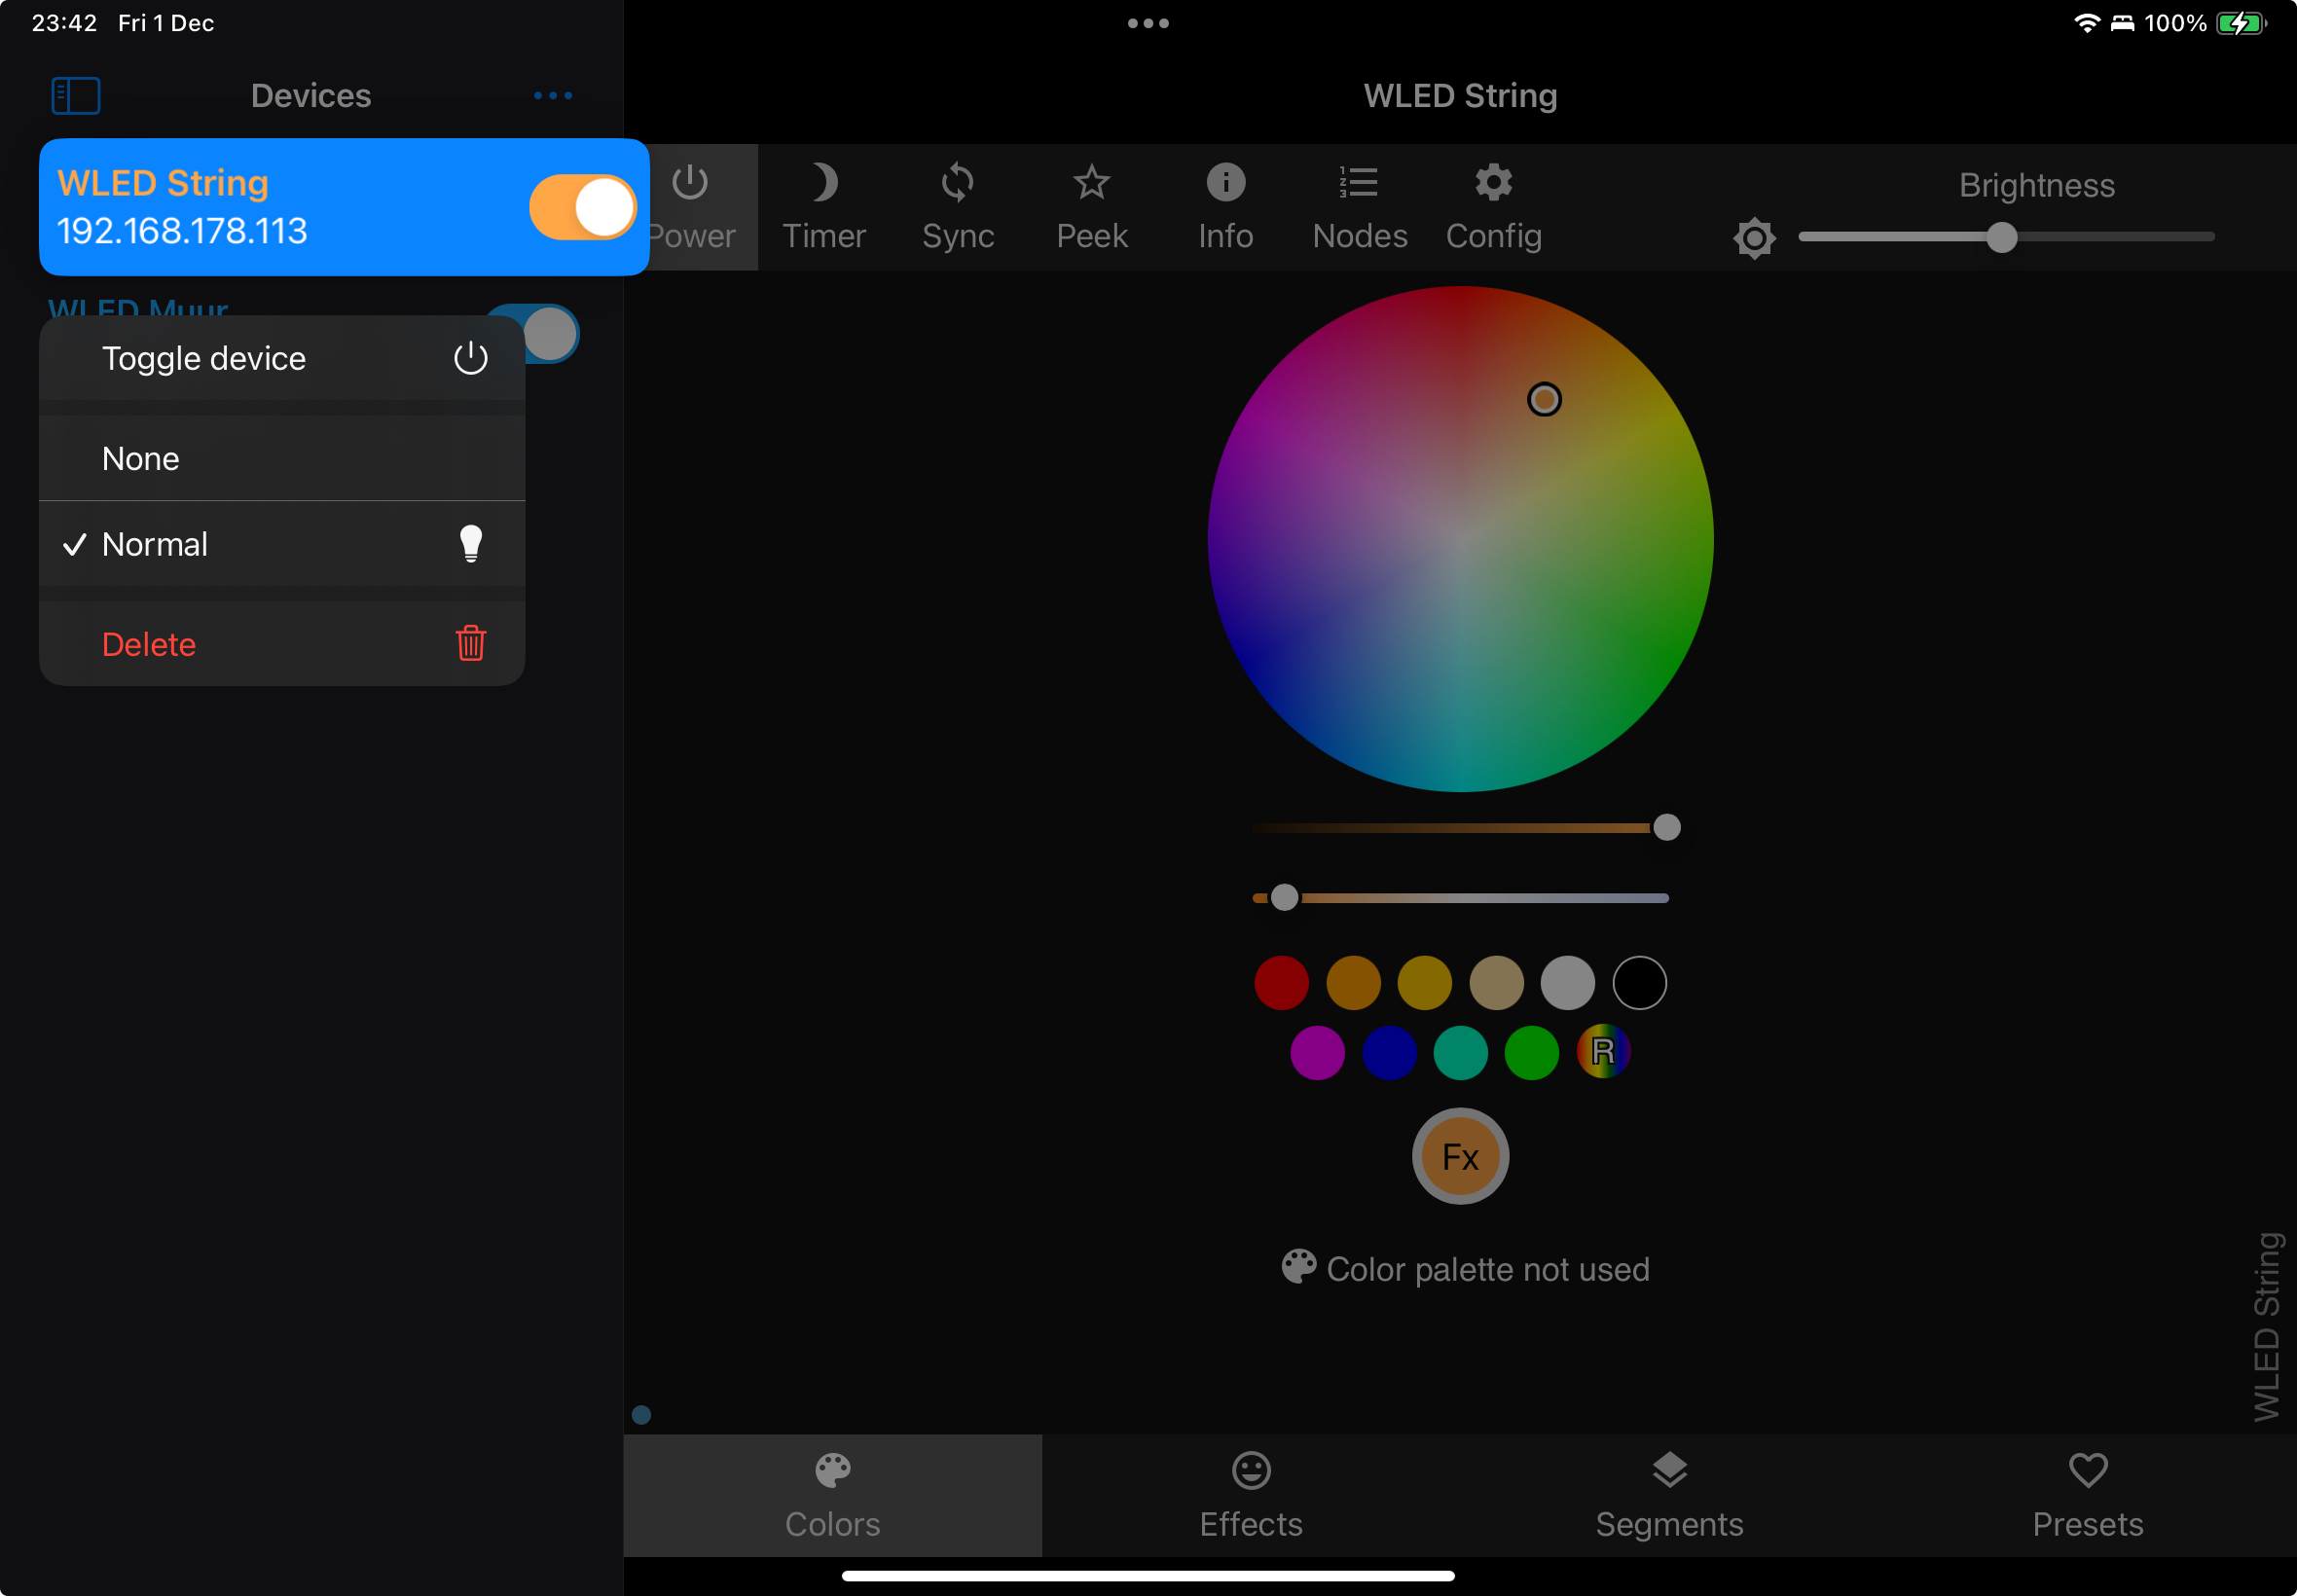 23:42 Fri 1 Dec
100%
Devices
WLED String
WLED String
192.168.178.113
WLED Muur
Toggle device
None
Normal
Delete
Power
Timer
Sync
Peek
Info
Nodes
Config
Brightness
R
Fx
Color palette not used
WLED String
Colors
Effects
Segments
Presets